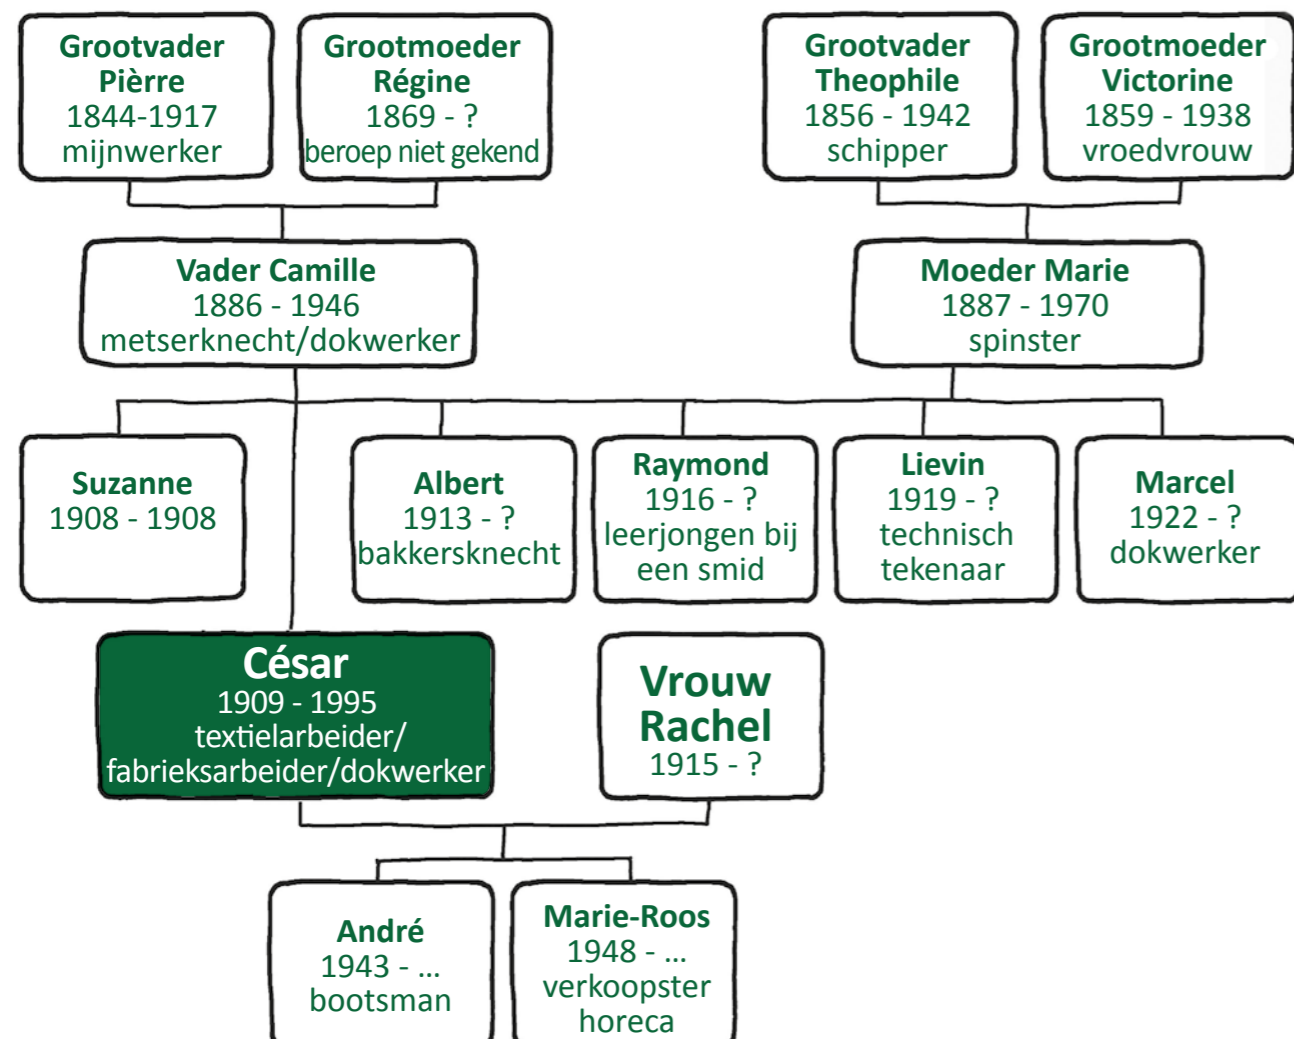 Grootvader
Pièrre
1844-1917
mijnwerker
Grootmoeder
Régine
1869 - ?
beroep niet gekend
Grootvader
Theophile
1856 - 1942
schipper
Grootmoeder
Victorine
1859 - 1938
vroedvrouw
Vader Camille
1886 - 1946
metserknecht/dokwerker
Moeder Marie
1887 - 1970
spinster
Suzanne
1908 - 1908
Albert
1913 - ?
bakkersknecht
Raymond
1916 - ?
leerjongen bij
een smid
Lievin
1919 - ?
technisch
tekenaar
Marcel
1922 - ?
dokwerker
César
1909 - 1995
textielarbeider/
fabrieksarbeider/dokwerker
Vrouw
Rachel
1915 - ?
André
1943 - ...
bootsman
Marie-Roos
1948 - ...
verkoopster
horeca